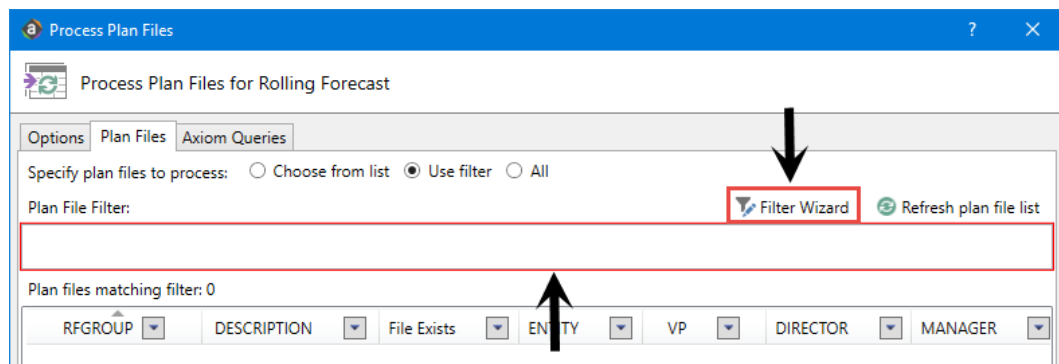 Process Plan Files ?
Process Plan Files for Rolling Forecast
Options Plan Files Axiom Queries
Specify plan files to process: Choose from list Use filter All
Plan File Filter: Filter Wizard Refresh plan file list
Plan files matching filter: 0
RFGROUP DESCRIPTION File Exists ENTITY VP DIRECTOR MANAGER